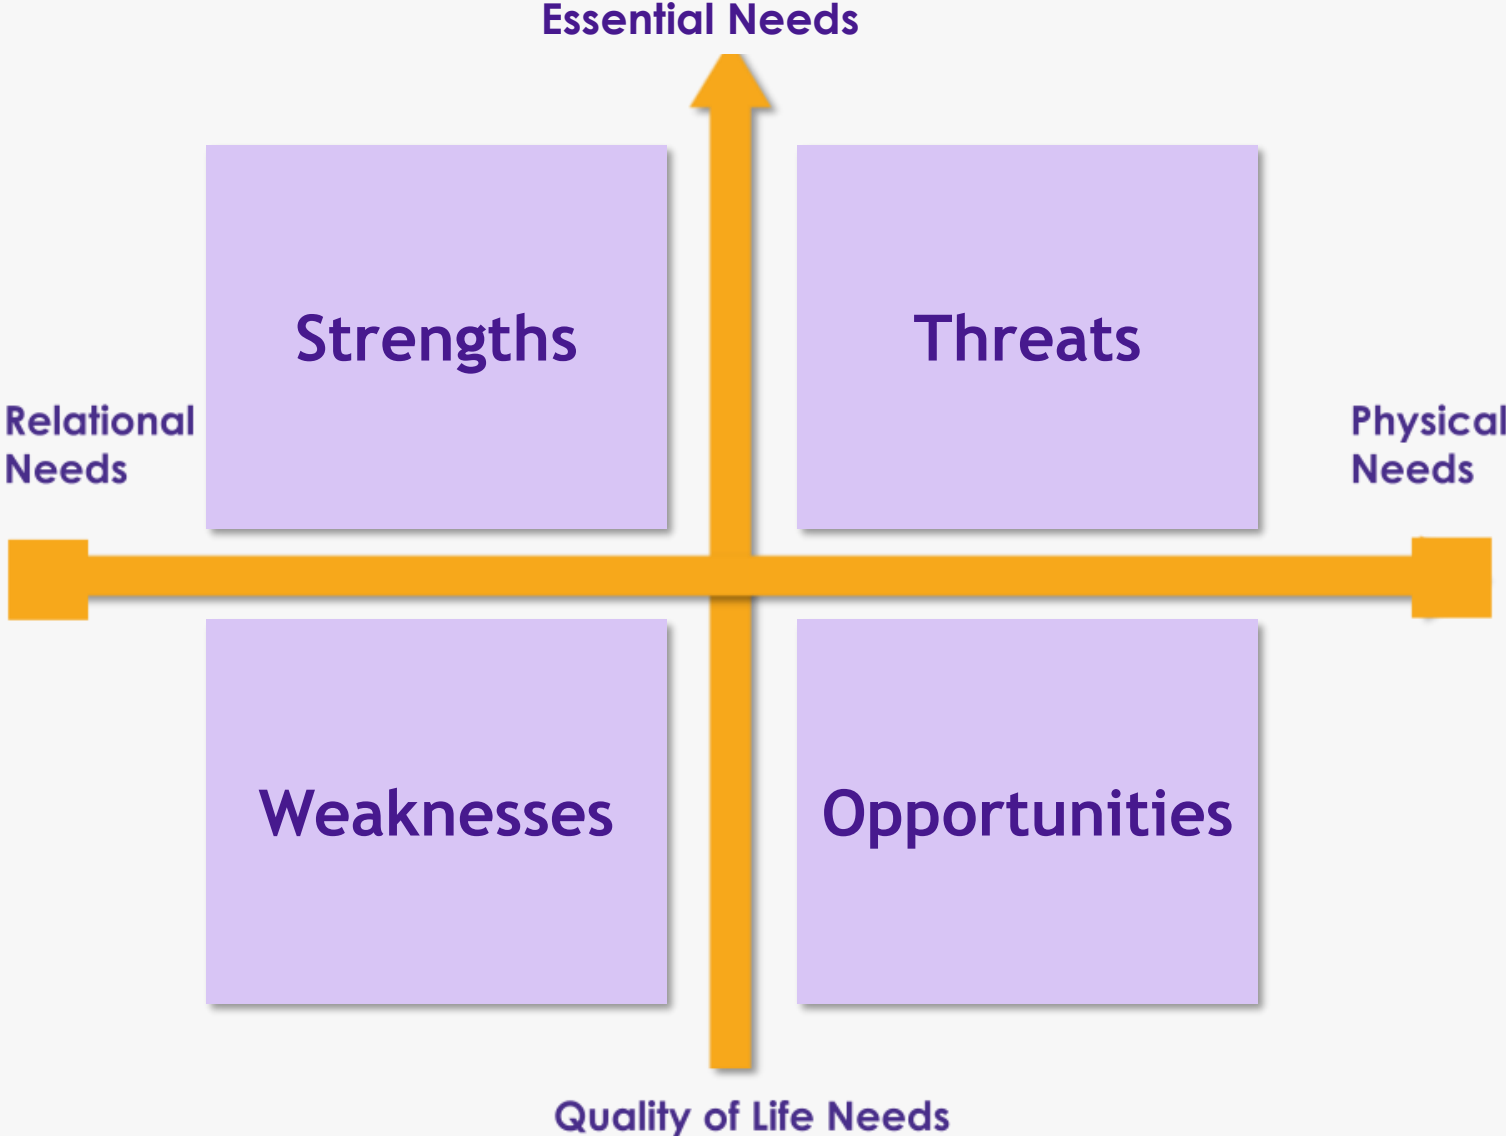 Essential Needs
Strengths
Threats
Relational
Needs
Physical
Needs
Weaknesses
Opportunities
Quality of Life Needs